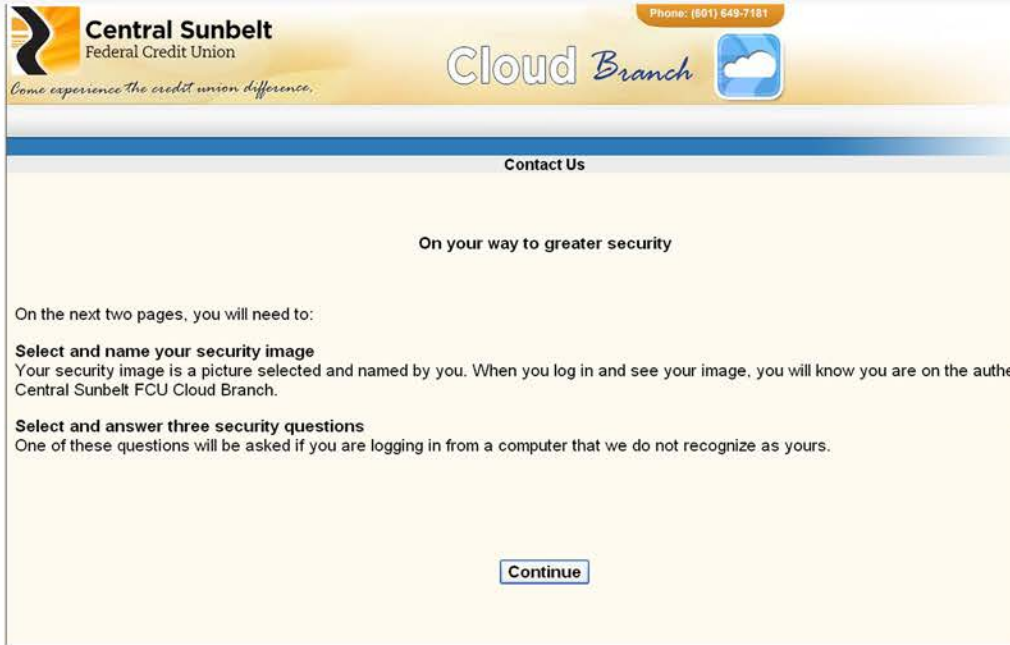 Phone: (601) 649-7181
Central Sunbelt
Federal Credit Union
Come experience the credit union difference.
Cloud Branch
Contact Us
On your way to greater security
On the next two pages, you will need to:
Select and name your security image
Your security image is a picture selected and named by you. When you log in and see your image, you will know you are on the authe
Central Sunbelt FCU Cloud Branch.
Select and answer three security questions
One of these questions will be asked if you are logging in from a computer that we do not recognize as yours.
Continue